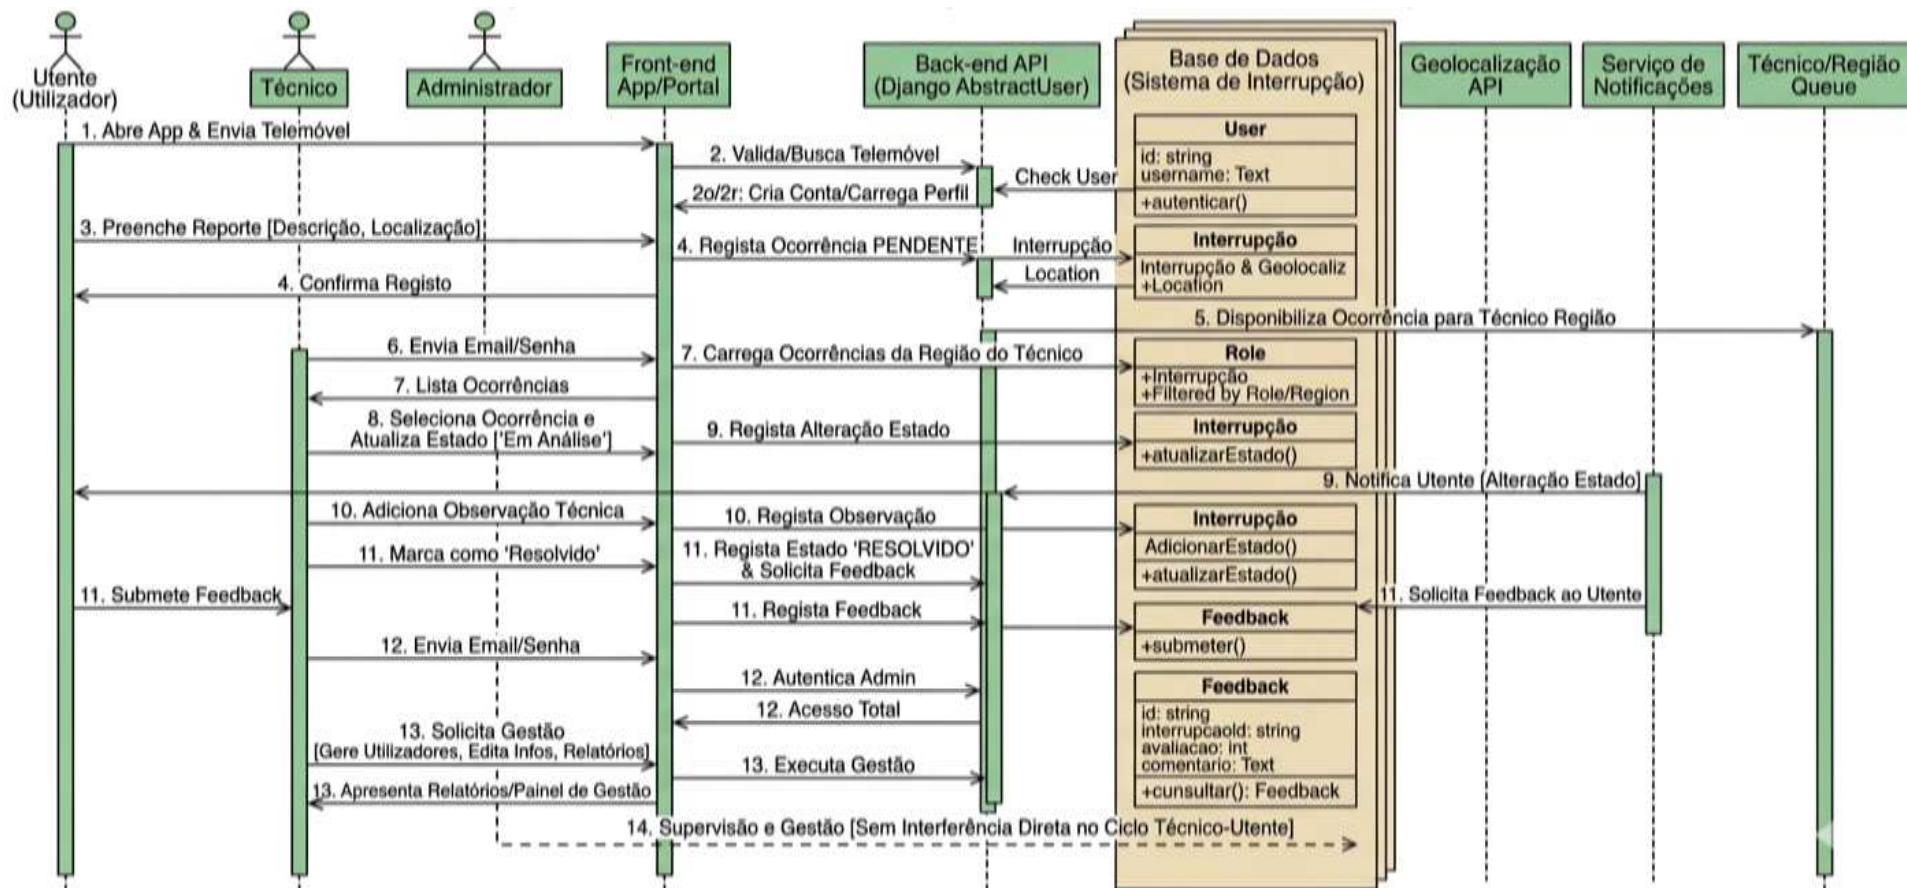 Utente
(Utilizador)
Técnico
Administrador
Front-end
App/Portal
Back-end API
(Django AbstractUser)
Base de Dados
(Sistema de Interrupção)
Geolocalização
API
Serviço de
Notificações
Técnico/Região
Queue
1. Abre App & Envia Telemóvel
User
id: string
username: Text
+autenticar()
2. Valida/Busca Telemóvel
Check User
2o/2r: Cria Conta/Carrega Perfil
3. Preenche Reporte [Descrição, Localização]
4. Regista Ocorrência PENDENTE
Interrupção
Interrupção
Interrupção & Geolocaliz
+Location
Location
4. Confirma Registo
5. Disponibiliza Ocorrência para Técnico Região
6. Envia Email/Senha
7. Carrega Ocorrências da Região do Técnico
Role
+Interrupção
+Filtered by Role/Region
7. Lista Ocorrências
8. Seleciona Ocorrência e
Atualiza Estado ['Em Análise']
9. Regista Alteração Estado
Interrupção
+atualizarEstado()
9. Notifica Utente [Alteração Estado]
10. Adiciona Observação Técnica
10. Regista Observação
Interrupção
AdicionarEstado()
+atualizarEstado()
11. Marca como 'Resolvido'
11. Regista Estado 'RESOLVIDO'
& Solicita Feedback
11. Submete Feedback
11. Solicita Feedback ao Utente
11. Regista Feedback
Feedback
+submeter()
12. Envia Email/Senha
12. Autentica Admin
12. Acesso Total
Feedback
id: string
interrupcaoId: string
avaliacao: int
comentario: Text
+cunsultar(): Feedback
13. Solicita Gestão
[Gere Utilizadores, Edita Infos, Relatórios]
13. Executa Gestão
13. Apresenta Relatórios/Painel de Gestão
14. Supervisão e Gestão [Sem Interferência Direta no Ciclo Técnico-Utente]